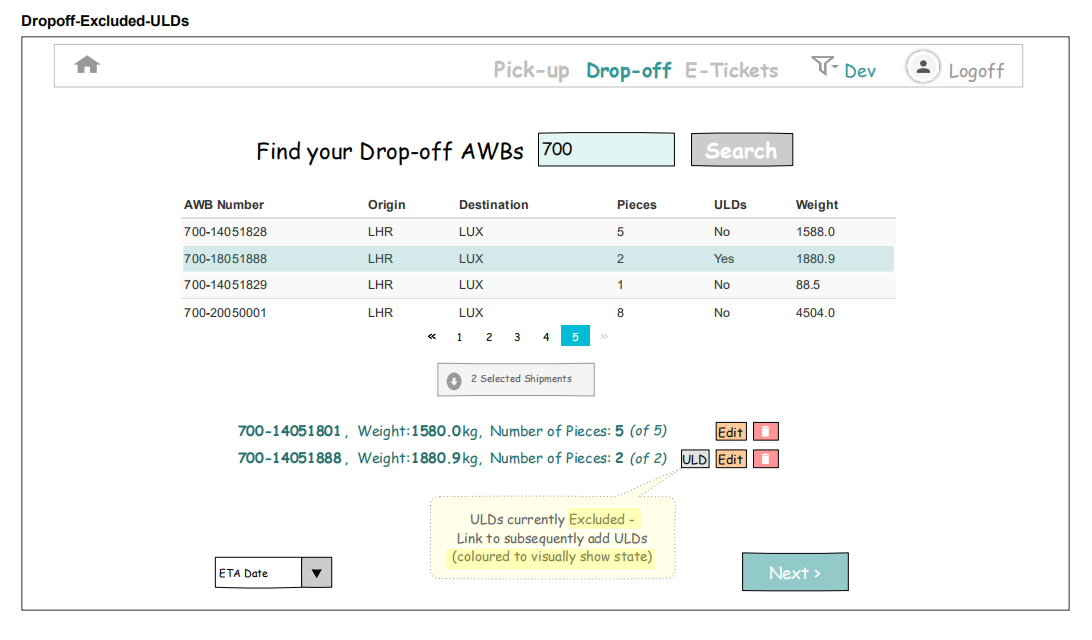 Dropoff-Excluded-ULDs
Pick-up Drop-off E-Tickets Dev Logoff
Find your Drop-off AWBs 700 Search
AWB Number Origin Destination Pieces ULDs Weight
700-14051828 LHR LUX 5 No 1588.0
700-18051888 LHR LUX 2 Yes 1880.9
700-14051829 LHR LUX 1 No 88.5
700-20050001 LHR LUX 8 No 4504.0
« 1 2 3 4 5 »
2 Selected Shipments
700-14051801, Weight:1580.0kg, Number of Pieces: 5 (of 5) Edit
700-14051888, Weight:1880.9kg, Number of Pieces: 2 (of 2) ULD Edit
ULDs currently Excluded -
Link to subsequently add ULDs
(coloured to visually show state)
ETA Date ▼
Next >